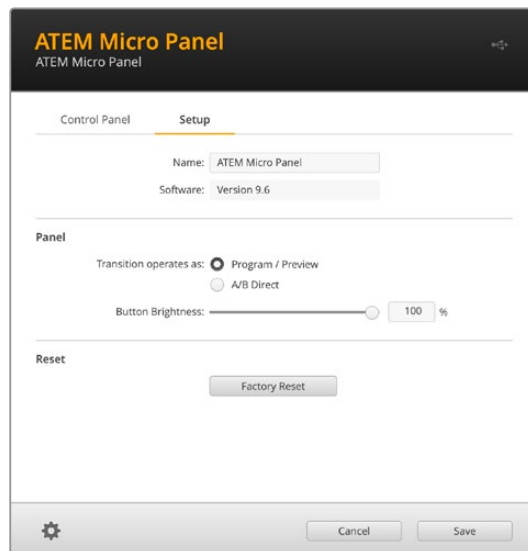 ATEM Micro Panel
ATEM Micro Panel
Control Panel Setup
Name: ATEM Micro Panel
Software: Version 9.6
Panel
Transition operates as: Program / Preview
A/B Direct
Button Brightness: 100 %
Reset
Factory Reset
Cancel Save